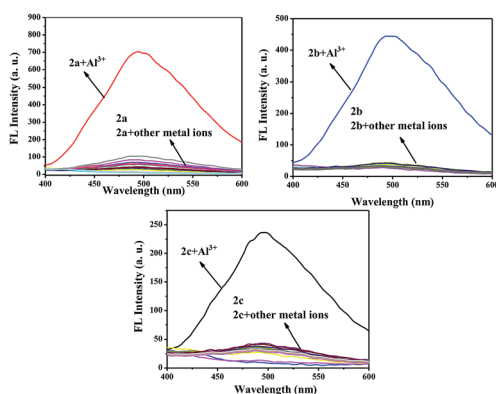 FL Intensity (a. u.)
900
800
700
600
500
400
300
200
100
0
2a+Al³⁺
2a
2a+other metal ions
400 450 500 550 600
Wavelength (nm)
FL Intensity (a. u.)
500
400
300
200
100
0
2b+Al³⁺
2b
2b+other metal ions
400 450 500 550 600
Wavelength (nm)
FL Intensity (a. u.)
250
200
150
100
50
0
2c+Al³⁺
2c
2c+other metal ions
400 450 500 550 600
Wavelength (nm)